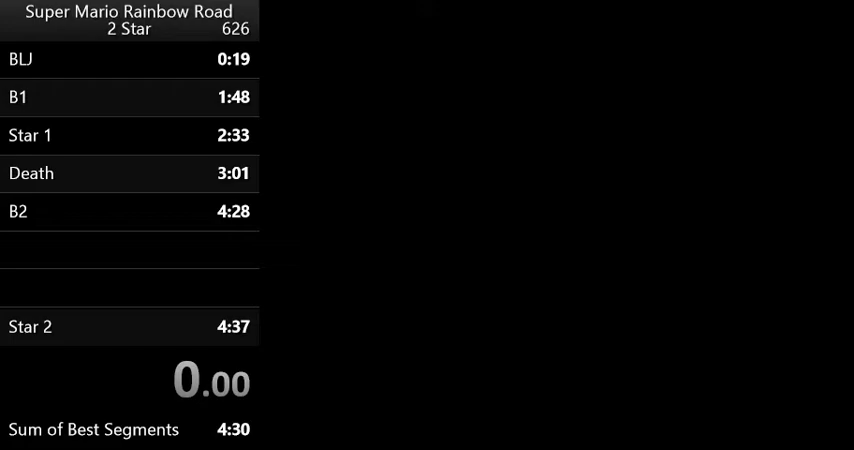 Super Mario Rainbow Road
2 Star 626
BLJ 0:19
B1 1:48
Star 1 2:33
Death 3:01
B2 4:28
Star 2 4:37
0.00
Sum of Best Segments 4:30